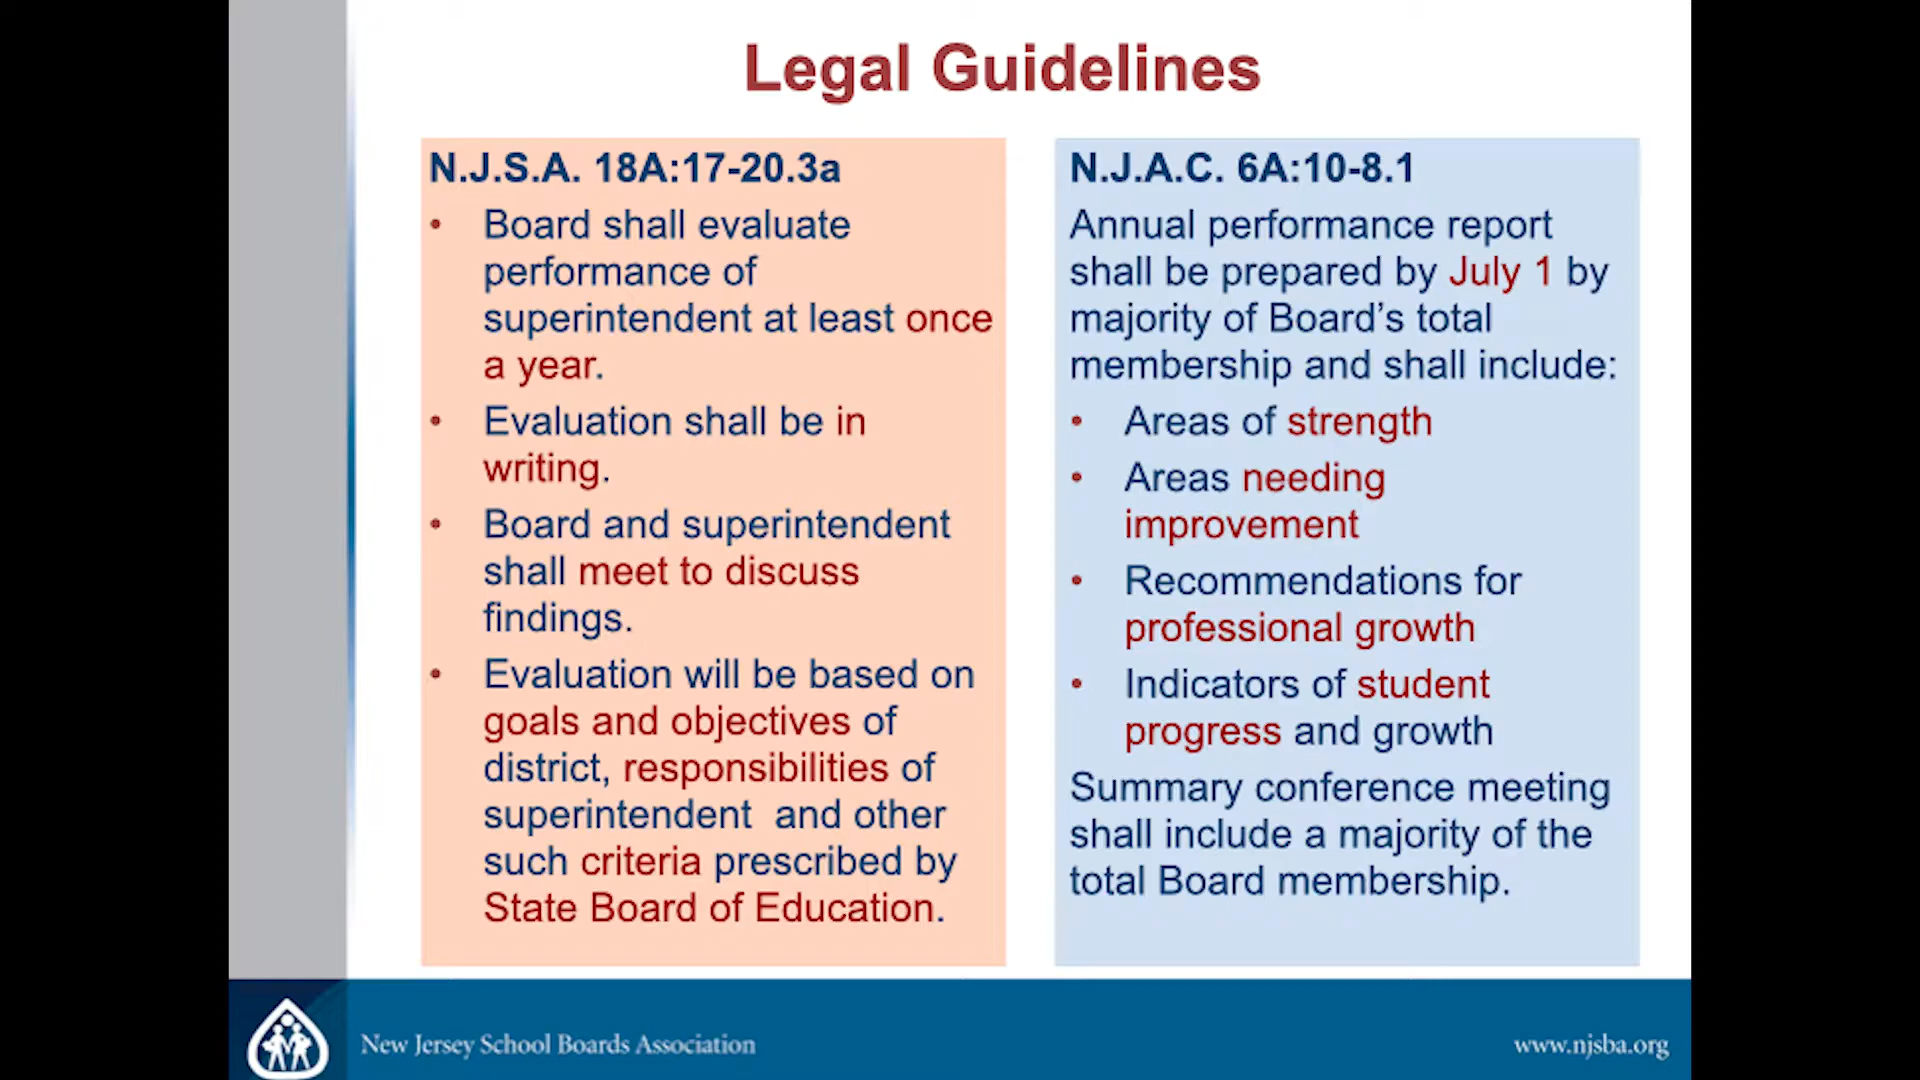 Legal Guidelines
N.J.S.A. 18A:17-20.3a
• Board shall evaluate
performance of
superintendent at least once
a year.
• Evaluation shall be in
writing.
• Board and superintendent
shall meet to discuss
findings.
• Evaluation will be based on
goals and objectives of
district, responsibilities of
superintendent and other
such criteria prescribed by
State Board of Education.
N.J.A.C. 6A:10-8.1
Annual performance report
shall be prepared by July 1 by
majority of Board’s total
membership and shall include:
• Areas of strength
• Areas needing
improvement
• Recommendations for
professional growth
• Indicators of student
progress and growth
Summary conference meeting
shall include a majority of the
total Board membership.
New Jersey School Boards Association
www.njsba.org